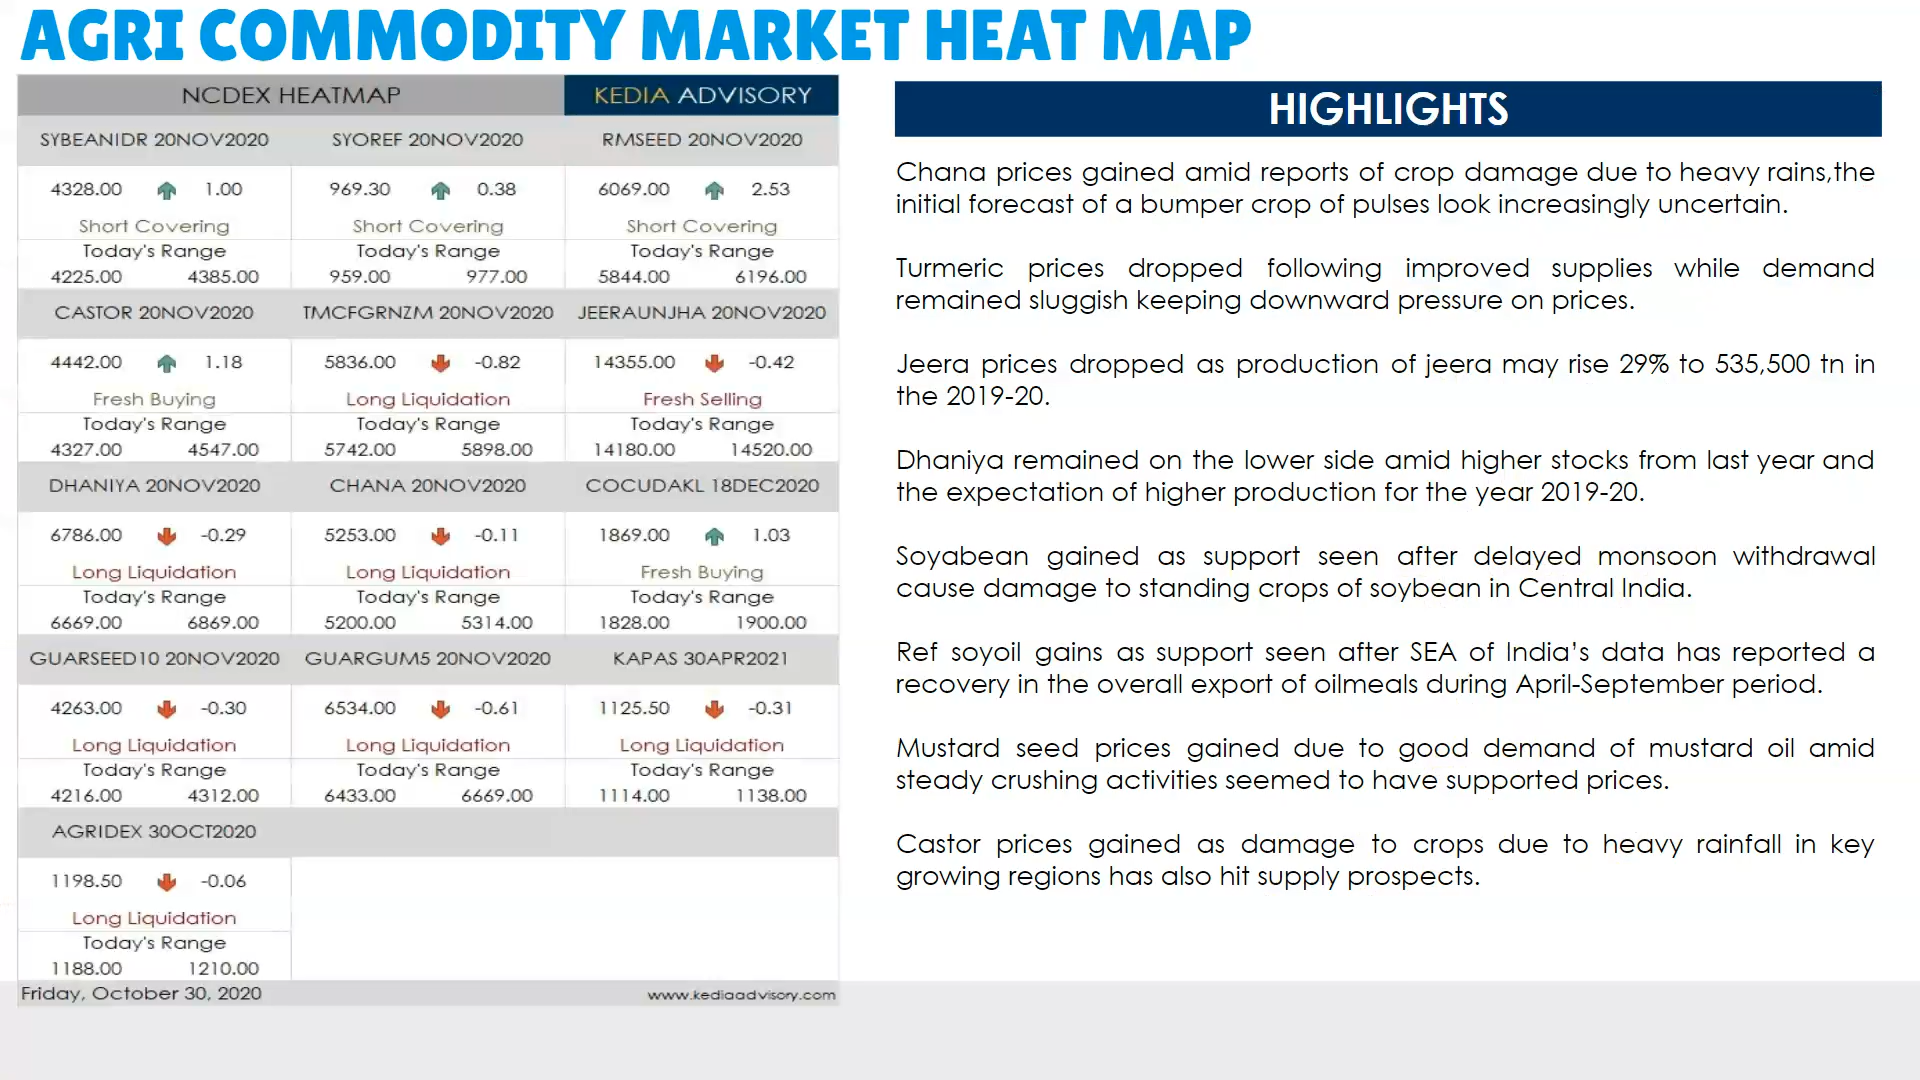 AGRI COMMODITY MARKET HEAT MAP
NCDEX HEATMAP KEDIA ADVISORY
SYBEANIDR 20NOV2020 SYOREF 20NOV2020 RMSEED 20NOV2020
4328.00 1.00 969.30 0.38 6069.00 2.53
Short Covering Short Covering Short Covering
Today's Range Today's Range Today's Range
4225.00 4385.00 959.00 977.00 5844.00 6196.00
CASTOR 20NOV2020 TMCFGRNZM 20NOV2020 JEERAUNJHA 20NOV2020
4442.00 1.18 5836.00 -0.82 14355.00 -0.42
Fresh Buying Long Liquidation Fresh Selling
Today's Range Today's Range Today's Range
4327.00 4547.00 5742.00 5898.00 14180.00 14520.00
DHANIYA 20NOV2020 CHANA 20NOV2020 COCUDAKL 18DEC2020
6786.00 -0.29 5253.00 -0.11 1869.00 1.03
Long Liquidation Long Liquidation Fresh Buying
Today's Range Today's Range Today's Range
6669.00 6869.00 5200.00 5314.00 1828.00 1900.00
GUARSEED10 20NOV2020 GUARGUM5 20NOV2020 KAPAS 30APR2021
4263.00 -0.30 6534.00 -0.61 1125.50 -0.31
Long Liquidation Long Liquidation Long Liquidation
Today's Range Today's Range Today's Range
4216.00 4312.00 6433.00 6669.00 1114.00 1138.00
AGRIDEX 30OCT2020
1198.50 -0.06
Long Liquidation
Today's Range
1188.00 1210.00
Friday, October 30, 2020 www.kediaadvisory.com
HIGHLIGHTS
Chana prices gained amid reports of crop damage due to heavy rains,the
initial forecast of a bumper crop of pulses look increasingly uncertain.
Turmeric prices dropped following improved supplies while demand
remained sluggish keeping downward pressure on prices.
Jeera prices dropped as production of jeera may rise 29% to 535,500 tn in
the 2019-20.
Dhaniya remained on the lower side amid higher stocks from last year and
the expectation of higher production for the year 2019-20.
Soyabean gained as support seen after delayed monsoon withdrawal
cause damage to standing crops of soybean in Central India.
Ref soyoil gains as support seen after SEA of India’s data has reported a
recovery in the overall export of oilmeals during April-September period.
Mustard seed prices gained due to good demand of mustard oil amid
steady crushing activities seemed to have supported prices.
Castor prices gained as damage to crops due to heavy rainfall in key
growing regions has also hit supply prospects.